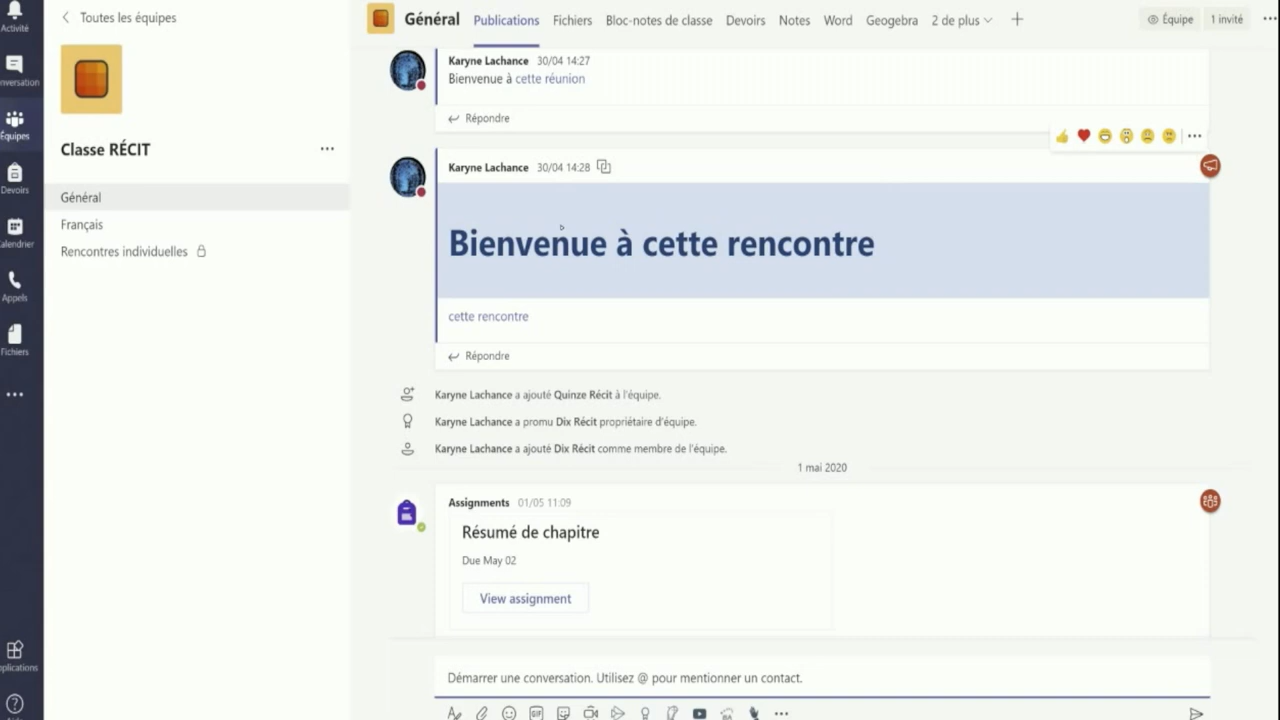 Activité
nversation
Équipes
Devoirs
alendrier
Appels
Fichiers
plications
Toutes les équipes
Classe RÉCIT
Général
Français
Rencontres individuelles
Général Publications Fichiers Bloc-notes de classe Devoirs Notes Word Geogebra 2 de plus Équipe 1 invité
Karyne Lachance 30/04 14:27
Bienvenue à cette réunion
Répondre
Karyne Lachance 30/04 14:28
Bienvenue à cette rencontre
cette rencontre
Répondre
Karyne Lachance a ajouté Quinze Récit à l'équipe.
Karyne Lachance a promu Dix Récit propriétaire d'équipe.
Karyne Lachance a ajouté Dix Récit comme membre de l'équipe.
1 mai 2020
Assignments 01/05 11:09
Résumé de chapitre
Due May 02
View assignment
Démarrer une conversation. Utilisez @ pour mentionner un contact.
GIF